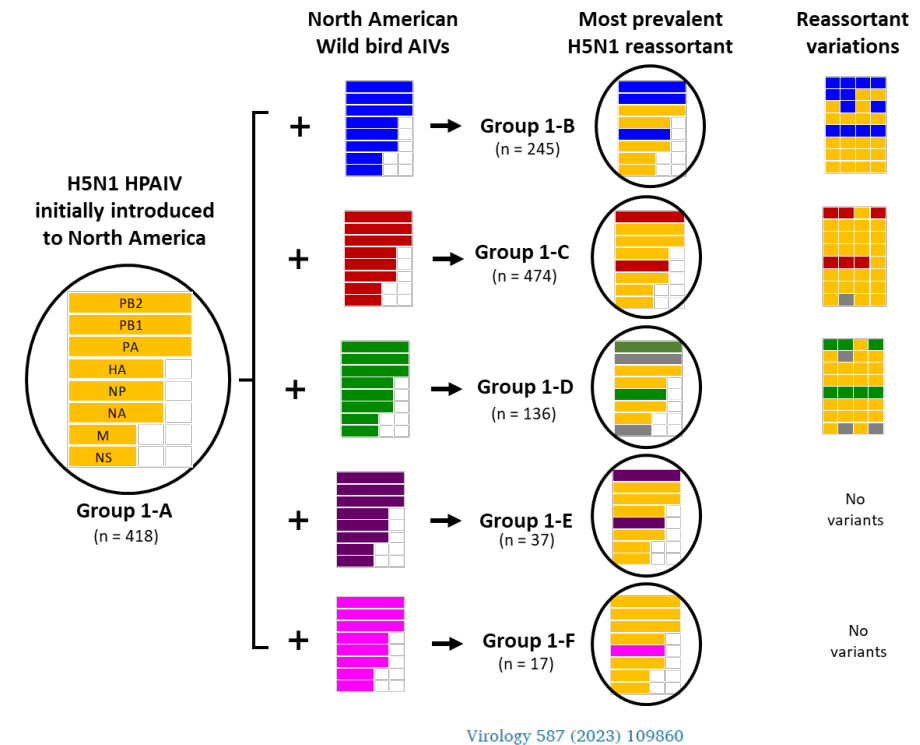 North American
Wild bird AIVs
Most prevalent
H5N1 reassortant
Reassortant
variations
H5N1 HPAIV
initially introduced
to North America
PB2
PB1
PA
HA
NP
NA
M
NS
Group 1-A
(n = 418)
+
Group 1-B
(n = 245)
+
Group 1-C
(n = 474)
+
Group 1-D
(n = 136)
+
Group 1-E
(n = 37)
No
variants
+
Group 1-F
(n = 17)
No
variants
Virology 587 (2023) 109860